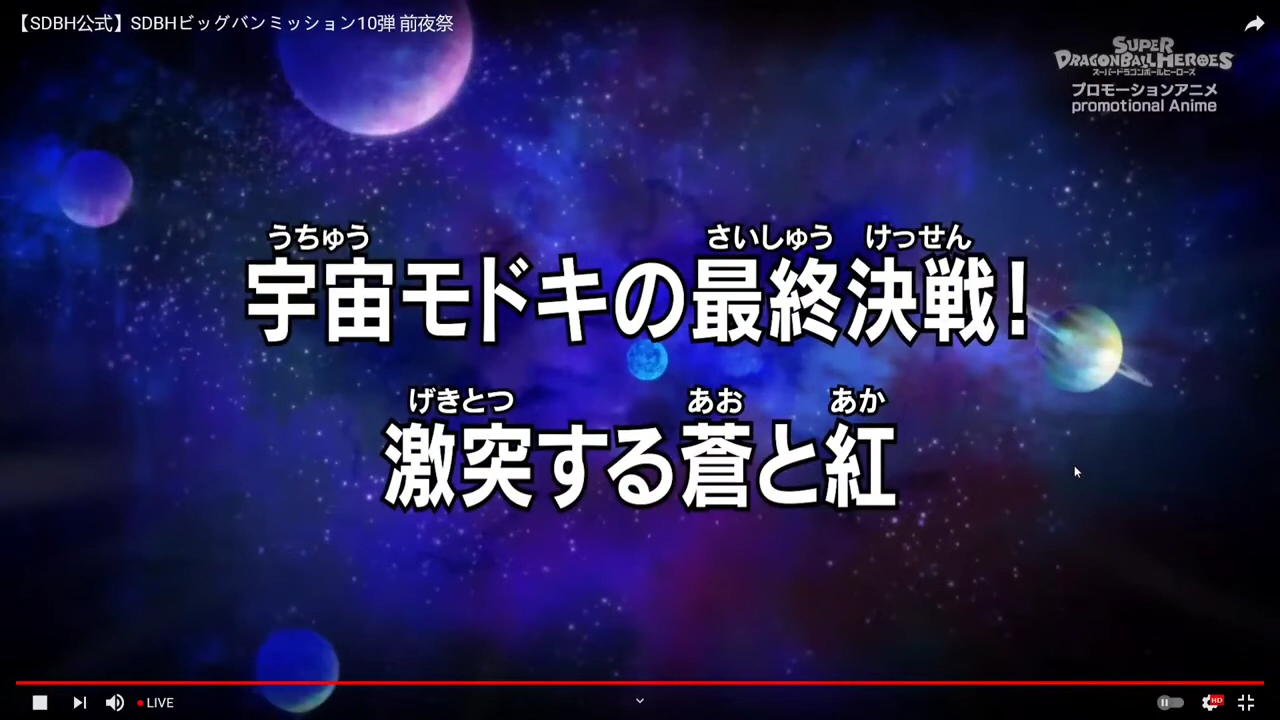 【SDBH公式】SDBHビッグバンミッション10弾 前夜祭
SUPER
DRAGONBALL HEROES
スーパードラゴンボールヒーローズ
プロモーションアニメ
promotional Anime
うちゅう さいしゅう けっせん
宇宙モドキの最終決戦!
げきとつ あお あか
激突する蒼と紅
LIVE
HD